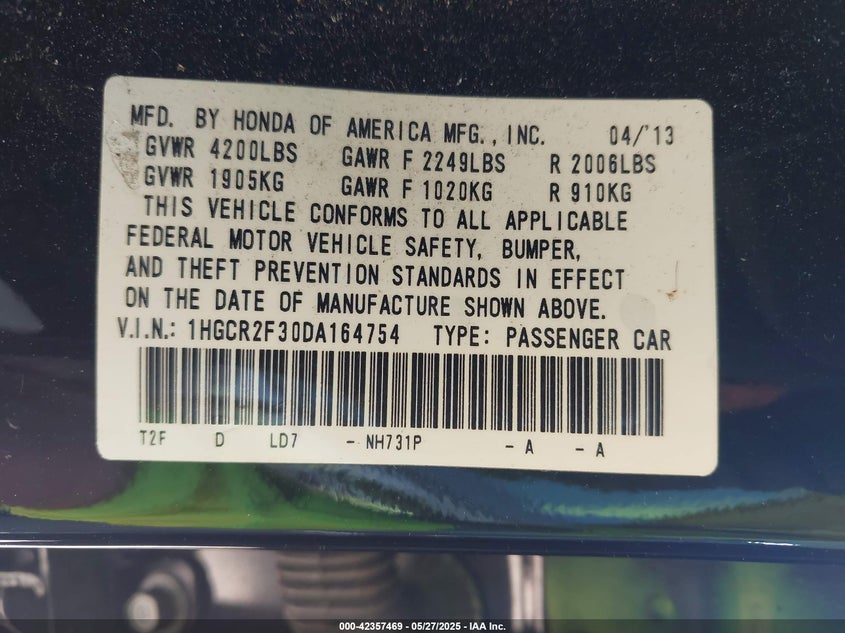 MFD. BY HONDA OF AMERICA MFG., INC. 04/'13
GVWR 4200LBS GAWR F 2249LBS R 2006LBS
GVWR 1905KG GAWR F 1020KG R 910KG
THIS VEHICLE CONFORMS TO ALL APPLICABLE
FEDERAL MOTOR VEHICLE SAFETY, BUMPER,
AND THEFT PREVENTION STANDARDS IN EFFECT
ON THE DATE OF MANUFACTURE SHOWN ABOVE.
V.I.N.: 1HGCR2F30DA164754 TYPE: PASSENGER CAR
T2F D LD7 - NH731P - A - A
000-42357469 - 05/27/2025 - IAA Inc.